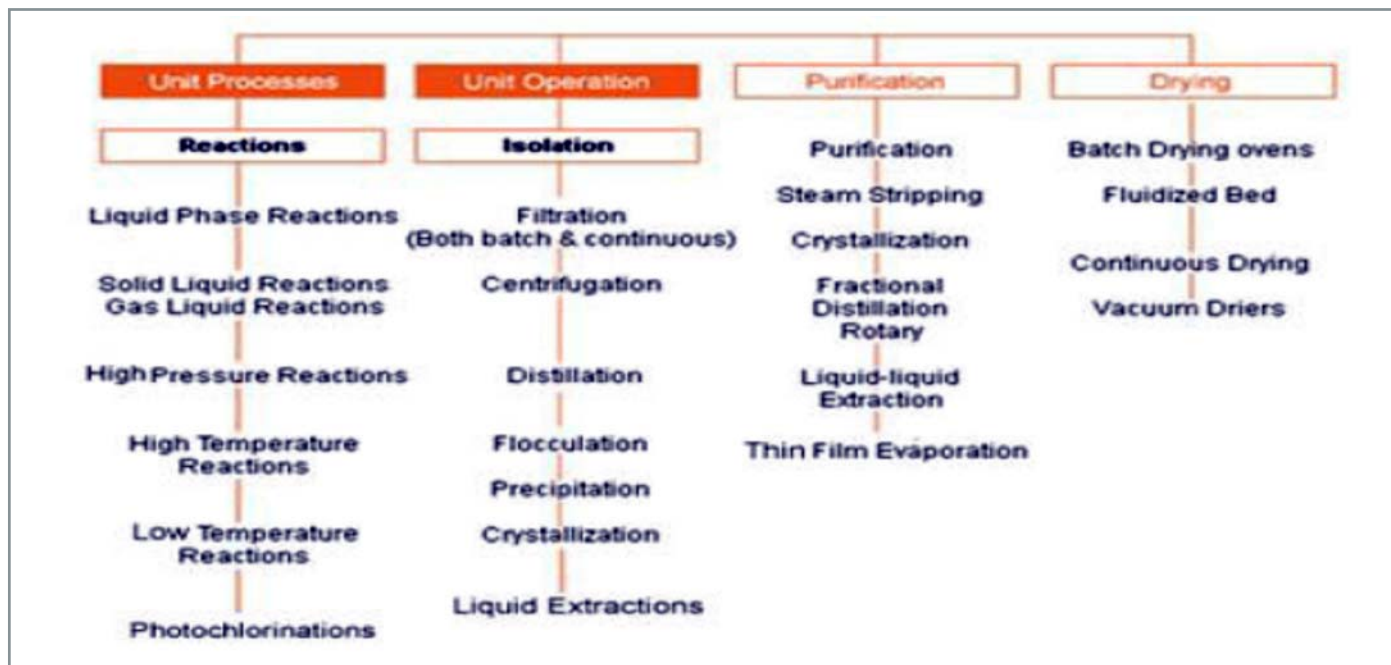 Unit Processes
Reactions
Liquid Phase Reactions
Solid Liquid Reactions
Gas Liquid Reactions
High Pressure Reactions
High Temperature
Reactions
Low Temperature
Reactions
Photochlorinations
Unit Operation
Isolation
Filtration
(Both batch & continuous)
Centrifugation
Distillation
Flocculation
Precipitation
Crystallization
Liquid Extractions
Purification
Purification
Steam Stripping
Crystallization
Fractional
Distillation
Rotary
Liquid-liquid
Extraction
Thin Film Evaporation
Drying
Batch Drying ovens
Fluidized Bed
Continuous Drying
Vacuum Driers